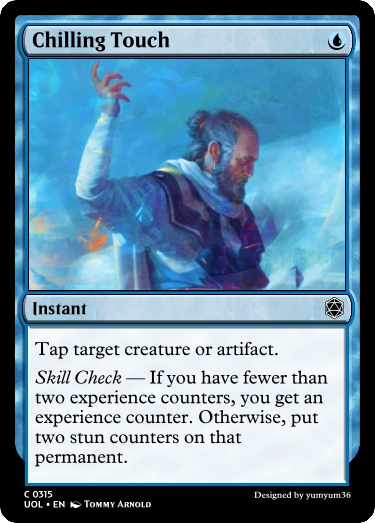 Chilling Touch
Instant
Tap target creature or artifact.
Skill Check — If you have fewer than
two experience counters, you get an
experience counter. Otherwise, put
two stun counters on that
permanent.
C 0315
UOL • EN Tommy Arnold
Designed by yumyum36